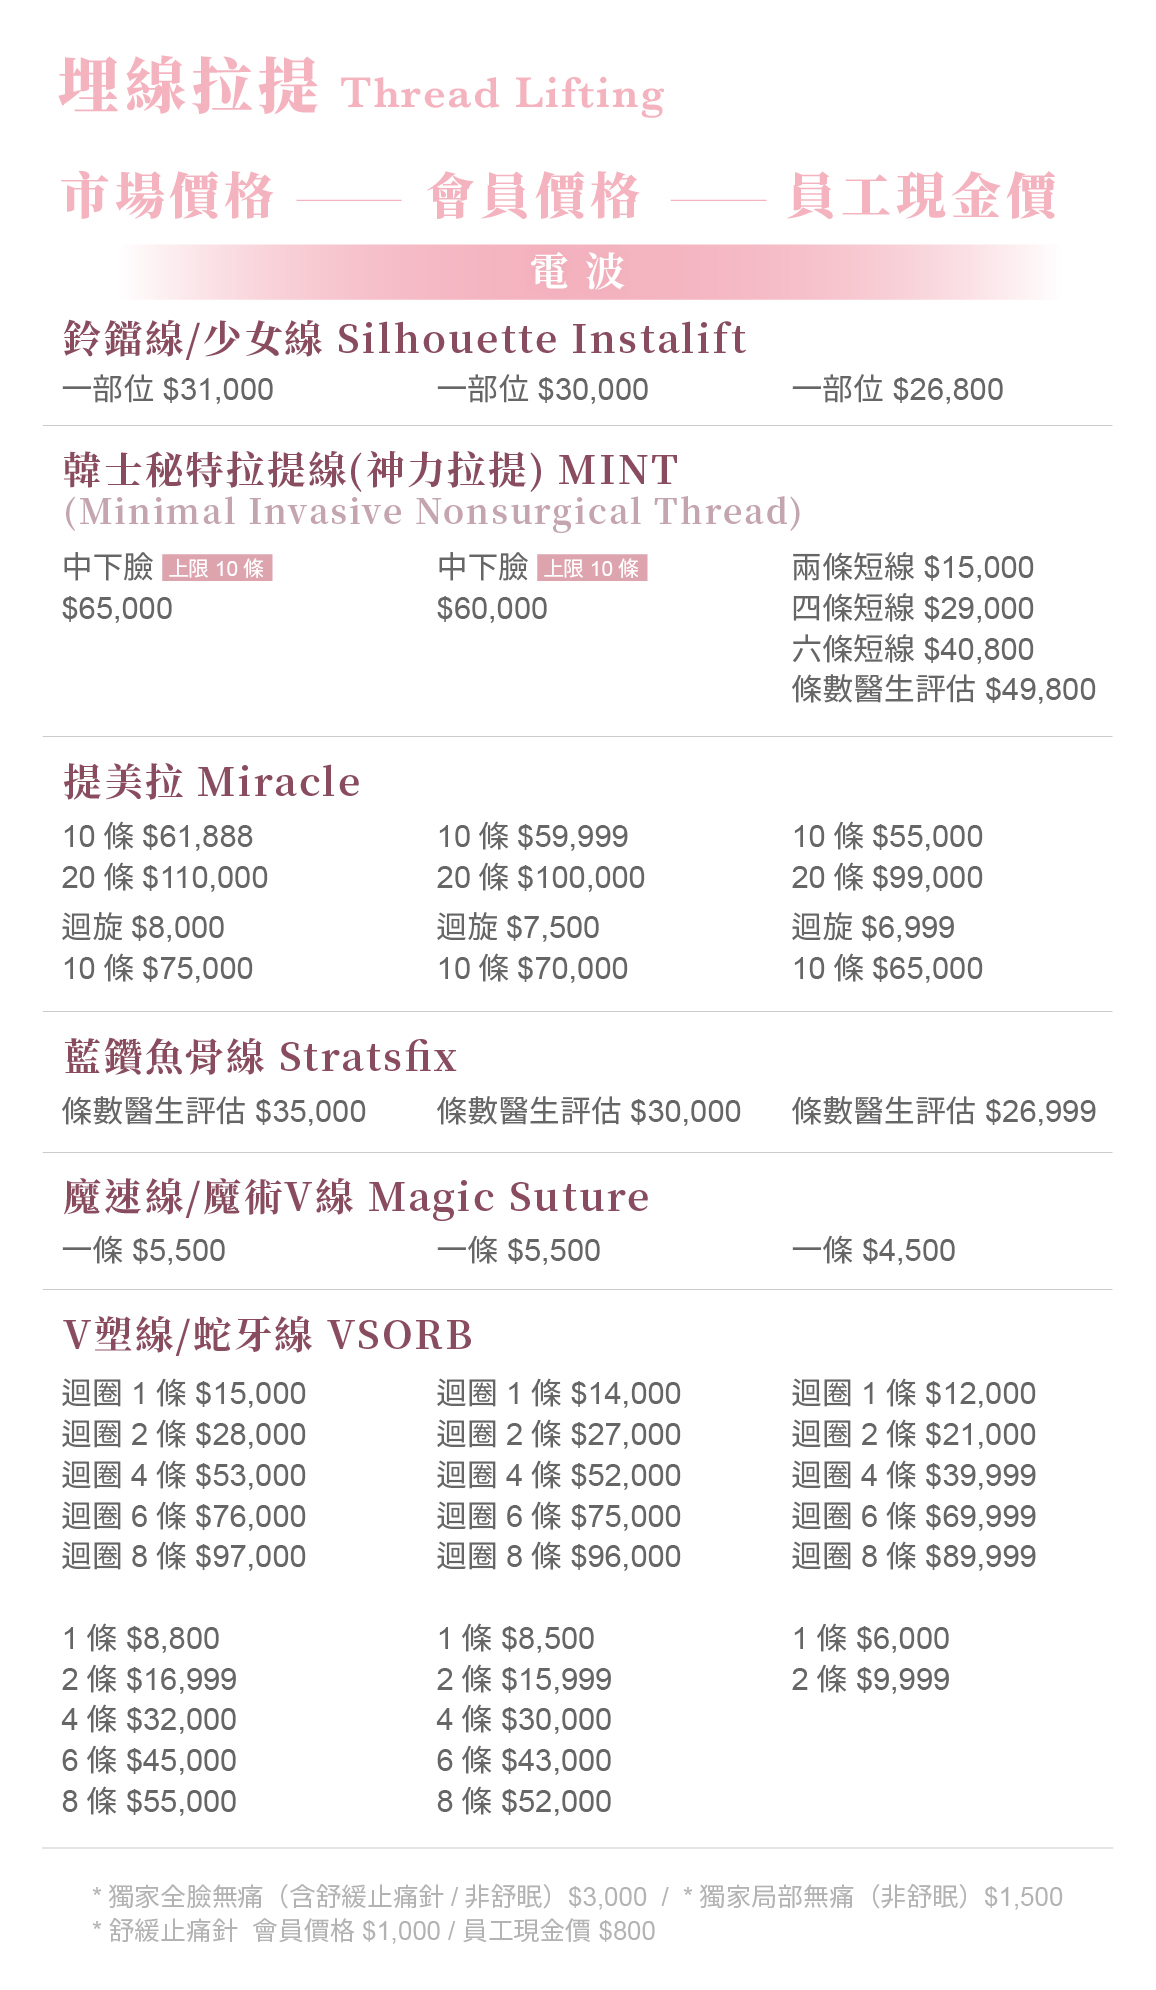 埋線拉提 Thread Lifting
市場價格 —— 會員價格 —— 員工現金價
電波
鈴鐺線/少女線 Silhouette Instalift
一部位 $31,000 一部位 $30,000 一部位 $26,800
韓士秘特拉提線(神力拉提) MINT
(Minimal Invasive Nonsurgical Thread)
中下臉 上限 10 條 中下臉 上限 10 條 兩條短線 $15,000
$65,000 $60,000 四條短線 $29,000
六條短線 $40,800
條數醫生評估 $49,800
提美拉 Miracle
10 條 $61,888 10 條 $59,999 10 條 $55,000
20 條 $110,000 20 條 $100,000 20 條 $99,000
迴旋 $8,000 迴旋 $7,500 迴旋 $6,999
10 條 $75,000 10 條 $70,000 10 條 $65,000
藍鑽魚骨線 Stratsfix
條數醫生評估 $35,000 條數醫生評估 $30,000 條數醫生評估 $26,999
魔速線/魔術V線 Magic Suture
一條 $5,500 一條 $5,500 一條 $4,500
V塑線/蛇牙線 VSORB
迴圈 1 條 $15,000 迴圈 1 條 $14,000 迴圈 1 條 $12,000
迴圈 2 條 $28,000 迴圈 2 條 $27,000 迴圈 2 條 $21,000
迴圈 4 條 $53,000 迴圈 4 條 $52,000 迴圈 4 條 $39,999
迴圈 6 條 $76,000 迴圈 6 條 $75,000 迴圈 6 條 $69,999
迴圈 8 條 $97,000 迴圈 8 條 $96,000 迴圈 8 條 $89,999
1 條 $8,800 1 條 $8,500 1 條 $6,000
2 條 $16,999 2 條 $15,999 2 條 $9,999
4 條 $32,000 4 條 $30,000
6 條 $45,000 6 條 $43,000
8 條 $55,000 8 條 $52,000
* 獨家全臉無痛（含舒緩止痛針 / 非舒眠）$3,000 / * 獨家局部無痛（非舒眠）$1,500
* 舒緩止痛針 會員價格 $1,000 / 員工現金價 $800